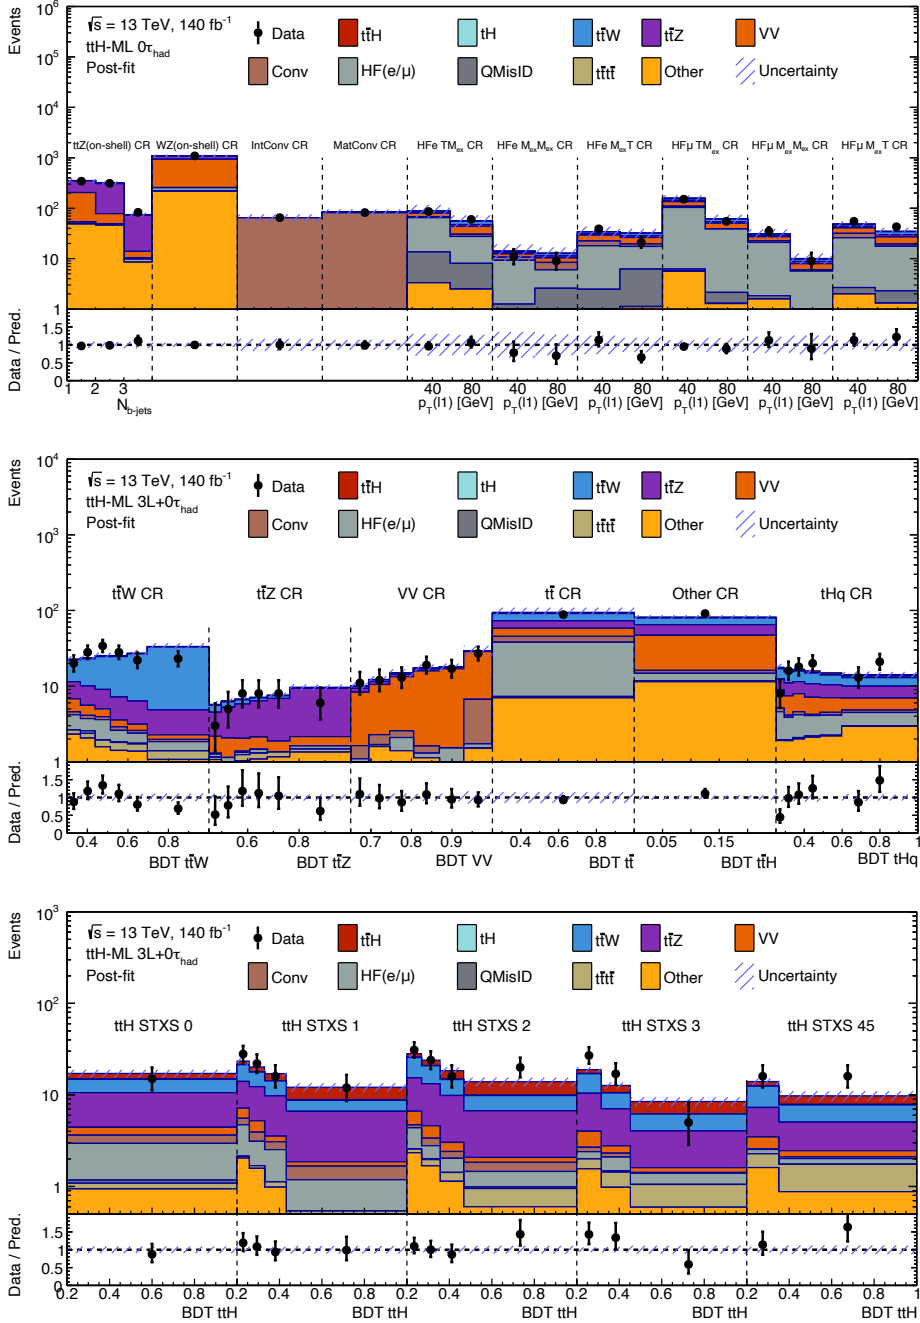 10⁶
Events
√s = 13 TeV, 140 fb⁻¹
ttH-ML 0τhad
Post-fit
Data
tt̄H
tH
tt̄W
tt̄Z
VV
Conv
HF(e/μ)
QMisID
tt̄tt̄
Other
Uncertainty
10⁵
10⁴
10³
10²
10
1
ttZ(on-shell) CR
WZ(on-shell) CR
IntConv CR
MatConv CR
HFe TMex CR
HFe MexMex CR
HFe MexT CR
HFμ TMex CR
HFμ MexMex CR
HFμ MexT CR
Data / Pred.
1.5
1
0.5
0
1 2 3 40 80 40 80 40 80 40 80 40 80 40 80
Nb-jets pT(l1) [GeV] pT(l1) [GeV] pT(l1) [GeV] pT(l1) [GeV] pT(l1) [GeV] pT(l1) [GeV]
10⁴
Events
√s = 13 TeV, 140 fb⁻¹
ttH-ML 3L+0τhad
Post-fit
Data
tt̄H
tH
tt̄W
tt̄Z
VV
Conv
HF(e/μ)
QMisID
tt̄tt̄
Other
Uncertainty
10³
10²
10
1
tt̄W CR
tt̄Z CR
VV CR
tt̄ CR
Other CR
tHq CR
Data / Pred.
1.5
1
0.5
0
0.4 0.6 0.8 0.6 0.8 0.7 0.8 0.9 0.4 0.6 0.8 0.05 0.15 0.4 0.6 0.8 1
BDT tt̄W BDT tt̄Z BDT VV BDT tt̄ BDT tt̄H BDT tHq
10³
Events
√s = 13 TeV, 140 fb⁻¹
ttH-ML 3L+0τhad
Post-fit
Data
tt̄H
tH
tt̄W
tt̄Z
VV
Conv
HF(e/μ)
QMisID
tt̄tt̄
Other
Uncertainty
10²
10
1
ttH STXS 0
ttH STXS 1
ttH STXS 2
ttH STXS 3
ttH STXS 45
Data / Pred.
1.5
1
0.5
0
0.2 0.4 0.6 0.8 0.2 0.4 0.6 0.8 0.2 0.4 0.6 0.8 0.2 0.4 0.6 0.8 0.2 0.4 0.6 0.8 1
BDT ttH BDT ttH BDT ttH BDT ttH BDT ttH